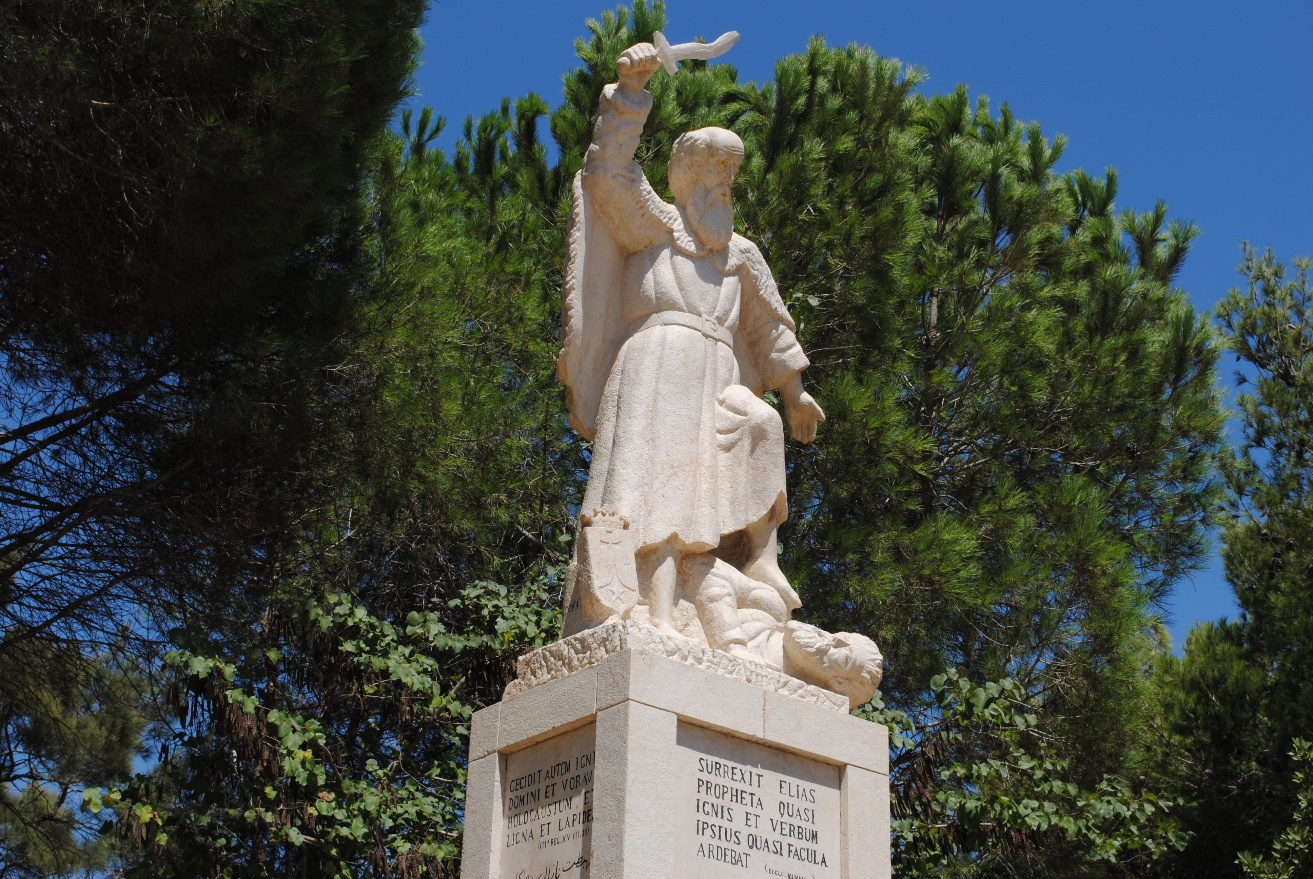 CECIDIT AUTEM IGNI
DOMINI ET VORAV
HOLOCAUSTUM E
LIGNA ET LAPIDE
SURREXIT ELIAS
PROPHETA QUASI
IGNIS ET VERBUM
IPSIUS QUASI FACULA
ARDEBAT